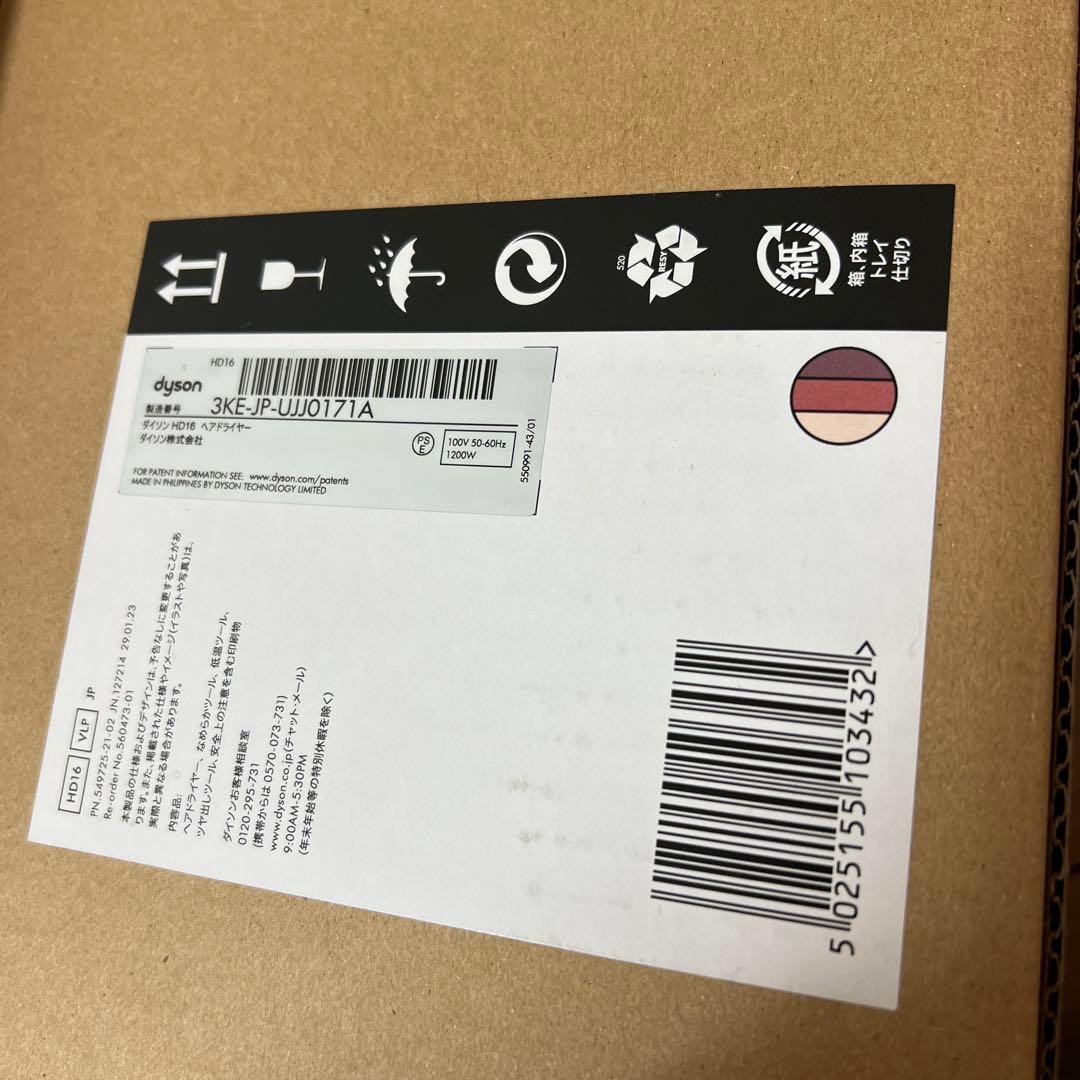 520
RESY
紙
箱、内箱
トレイ
仕切り
HD16
dyson
製造番号 3KE-JP-UJJ0171A
ダイソン HD16 ヘアドライヤー
ダイソン株式会社
PS
E
100V 50-60Hz
1200W
FOR PATENT INFORMATION SEE: www.dyson.com/patents
MADE IN PHILIPPINES BY DYSON TECHNOLOGY LIMITED
550991-43/01
HD16 VLP JP
PN.549725-21-02 JN.127214 29.01.23
Re-order No.560473-01
本製品の仕様およびデザインは、予告なしに変更することがあ
ります。また、掲載された仕様やイメージ(イラストや写真)は、
実際と異なる場合があります。
内容品:
ヘアドライヤー、なめらかツール、低温ツール、
ツヤ出しツール、安全上の注意を含む印刷物
ダイソンお客様相談室
0120-295-731
(携帯からは 0570-073-731)
www.dyson.co.jp(チャット・メール)
9:00AM-5:30PM
(年末年始等の特別休暇を除く)
5 025155 103432 >